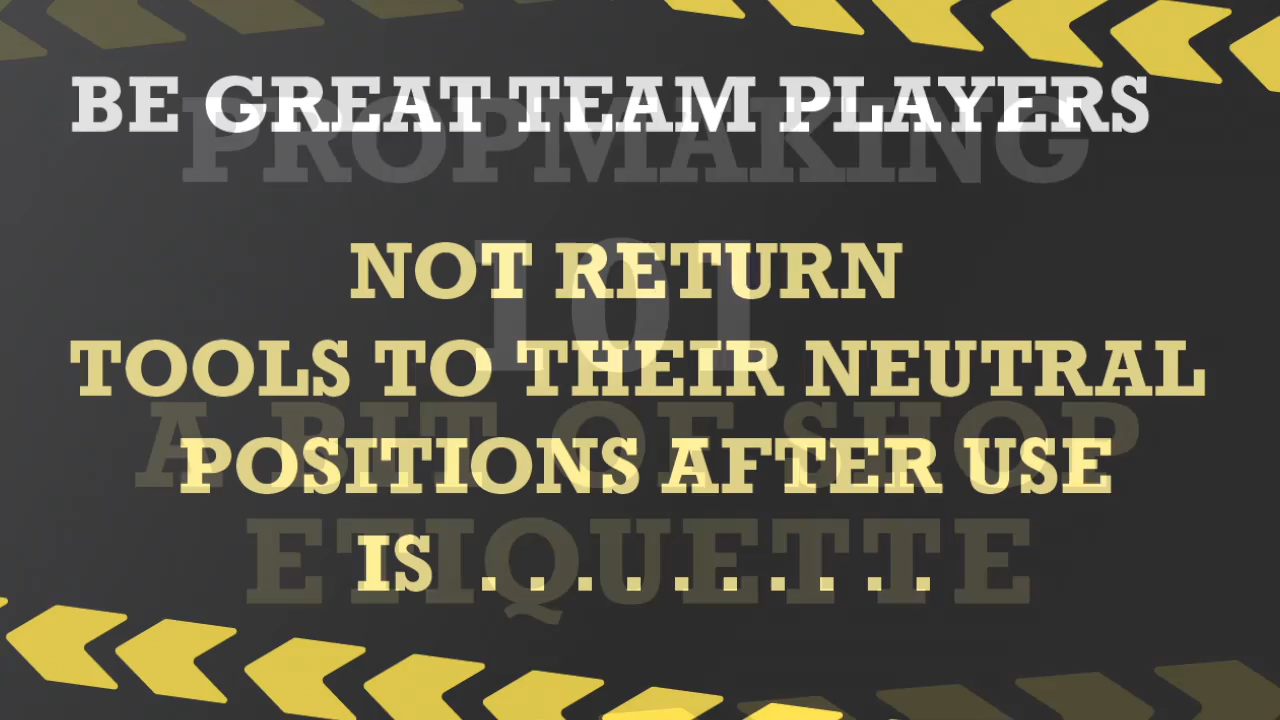 BE GREAT TEAM PLAYERS
PROPMAKING
NOT RETURN
101
TOOLS TO THEIR NEUTRAL
A BIT OF SHOP
POSITIONS AFTER USE
ETIQUETTE
IS . . . . . . . . . .